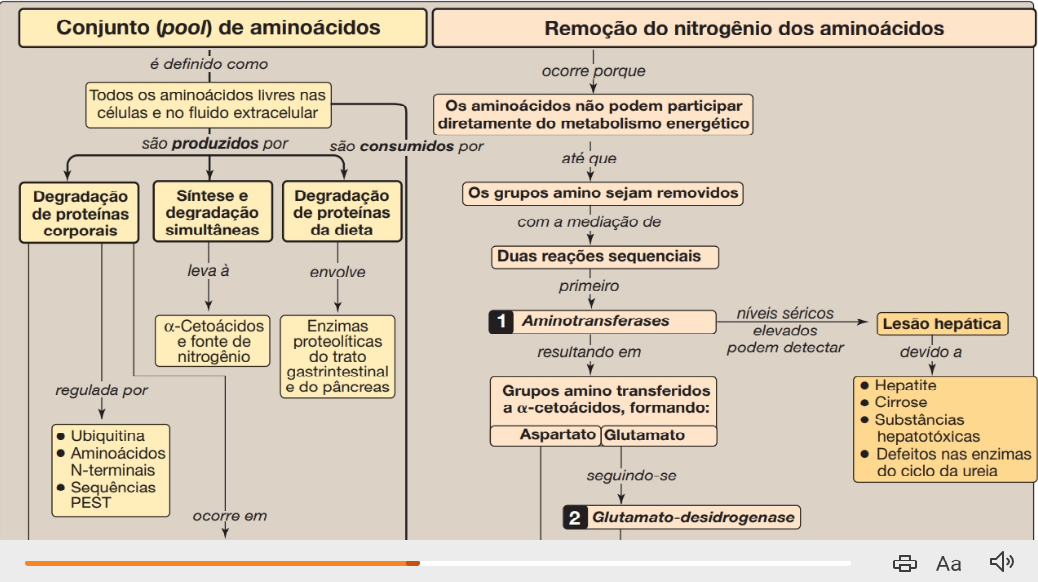 Conjunto (pool) de aminoácidos
é definido como
Todos os aminoácidos livres nas
células e no fluido extracelular
são produzidos por
são consumidos por
Degradação
de proteínas
corporais
Síntese e
degradação
simultâneas
Degradação
de proteínas
da dieta
leva à
envolve
α-Cetoácidos
e fonte de
nitrogênio
Enzimas
proteolíticas
do trato
gastrintestinal
e do pâncreas
regulada por
Ubiquitina
Aminoácidos
N-terminais
Sequências
PEST
ocorre em
Remoção do nitrogênio dos aminoácidos
ocorre porque
Os aminoácidos não podem participar
diretamente do metabolismo energético
até que
Os grupos amino sejam removidos
com a mediação de
Duas reações sequenciais
primeiro
1 Aminotransferases
níveis séricos
elevados
podem detectar
Lesão hepática
devido a
Hepatite
Cirrose
Substâncias
hepatotóxicas
Defeitos nas enzimas
do ciclo da ureia
resultando em
Grupos amino transferidos
a α-cetoácidos, formando:
Aspartato
Glutamato
seguindo-se
2 Glutamato-desidrogenase
Aa